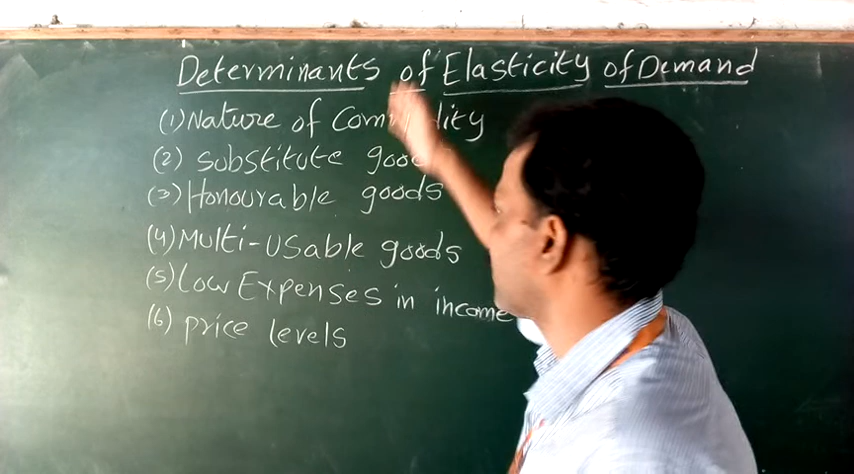 Determinants of Elasticity of Demand
(1) Nature of
(2) substitute
(3) Honourable goods
(4) Multi-Usable goods
(5) Low Expenses in income
(6) price levels